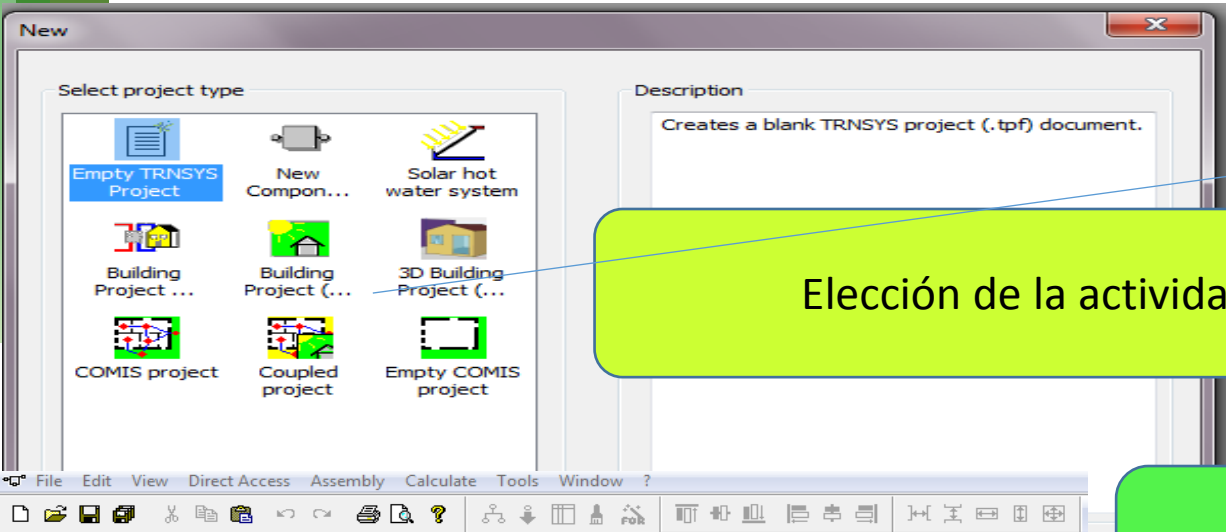 New
Select project type
Description
Creates a blank TRNSYS project (.tpf) document.
Empty TRNSYS
Project
New
Compon...
Solar hot
water system
Building
Project ...
Building
Project (...
3D Building
Project (...
Elección de la activida
COMIS project
Coupled
project
Empty COMIS
project
File Edit View Direct Access Assembly Calculate Tools Window ?
FOR